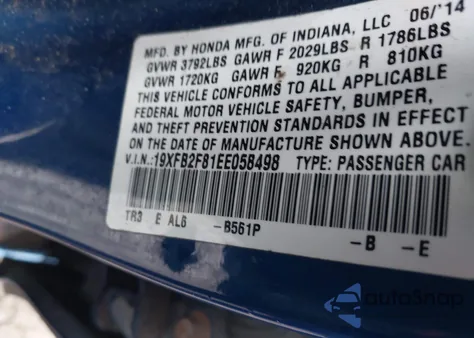 MFD. BY HONDA MFG. OF INDIANA, LLC 06/'14
GVWR 3792LBS GAWR F 2029LBS R 1786LBS
GVWR 1720KG GAWR F 920KG R 810KG
THIS VEHICLE CONFORMS TO ALL APPLICABLE
FEDERAL MOTOR VEHICLE SAFETY, BUMPER,
AND THEFT PREVENTION STANDARDS IN EFFECT
ON THE DATE OF MANUFACTURE SHOWN ABOVE.
V.I.N.: 19XFB2F81EE058498 TYPE: PASSENGER CAR
TR3 E AL6 -B561P -B -E
autoSnap